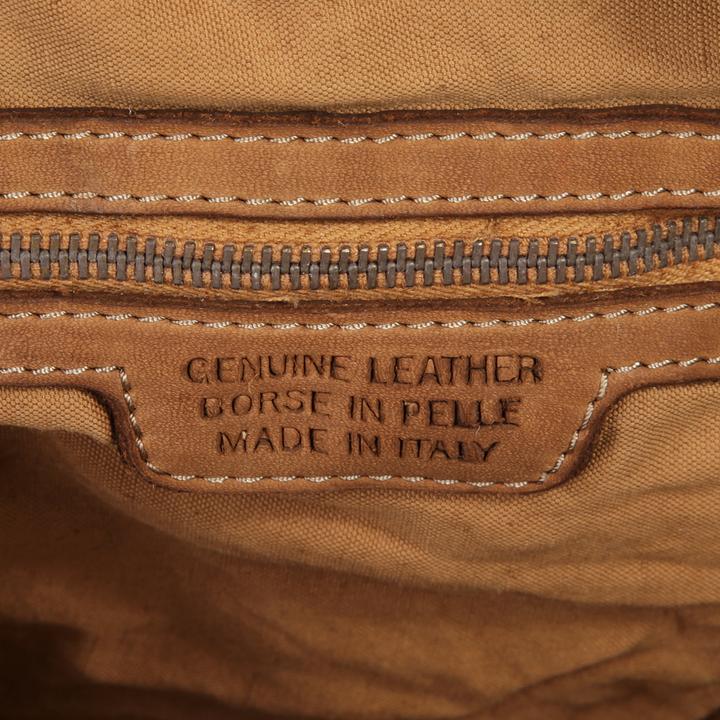 GENUINE LEATHER
BORSE IN PELLE
MADE IN ITALY